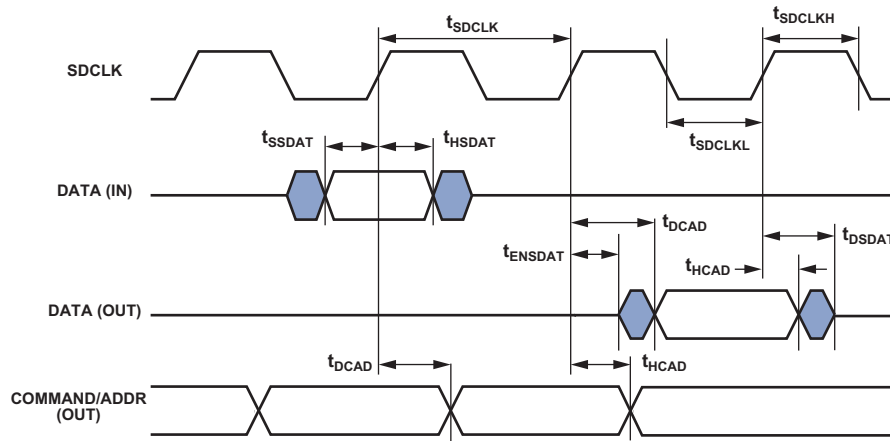 tSDCLK
tSDCLKH
SDCLK
tSSDAT
tHSDAT
tSDCLKL
DATA (IN)
tDCAD
tDSDAT
tENSDAT
tHCAD
DATA (OUT)
tDCAD
tHCAD
COMMAND/ADDR
(OUT)